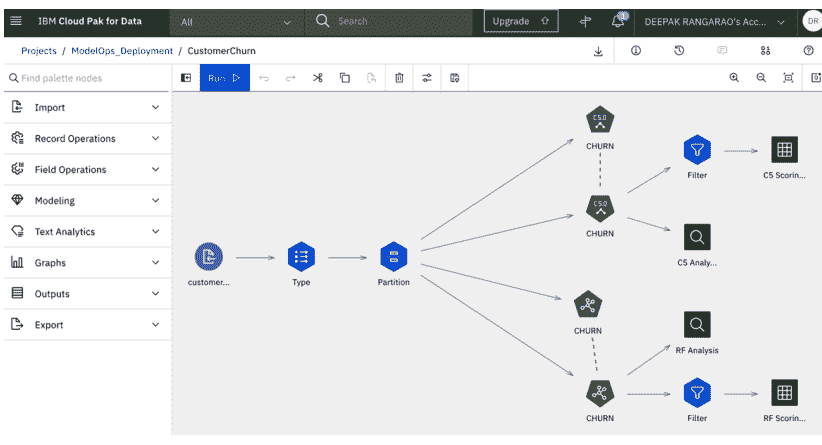 IBM Cloud Pak for Data
All
Search
Upgrade
1
DEEPAK RANGARAO's Acc...
DR
Projects / ModelOps_Deployment / CustomerChurn
Find palette nodes
Run
Import
Record Operations
Field Operations
Modeling
Text Analytics
Graphs
Outputs
Export
C5.0
CHURN
Filter
C5 Scorin...
C5.0
CHURN
C5 Analy...
customer...
Type
Partition
CHURN
RF Analysis
CHURN
Filter
RF Scorin...